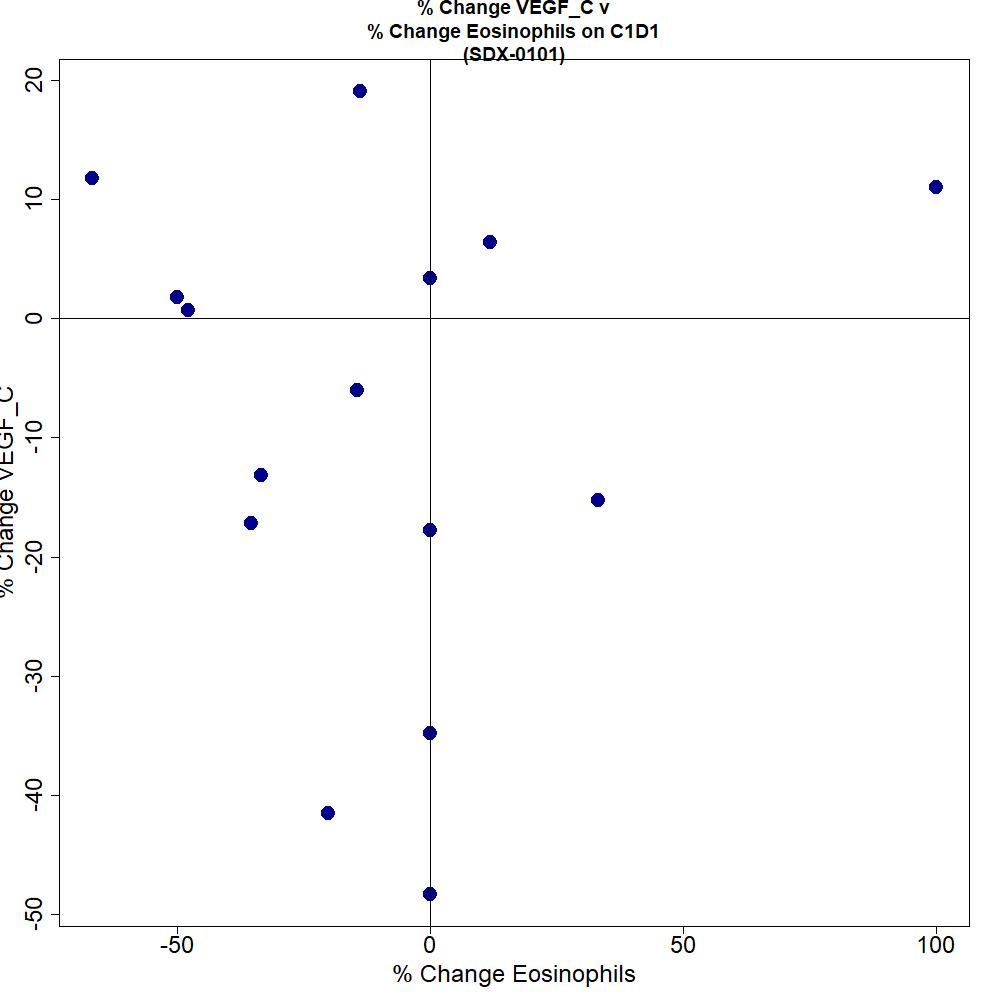 % Change VEGF_C v
% Change Eosinophils on C1D1
(SDX-0101)
% Change VEGF_C
20
10
0
-10
-20
-30
-40
-50
-50
0
50
100
% Change Eosinophils